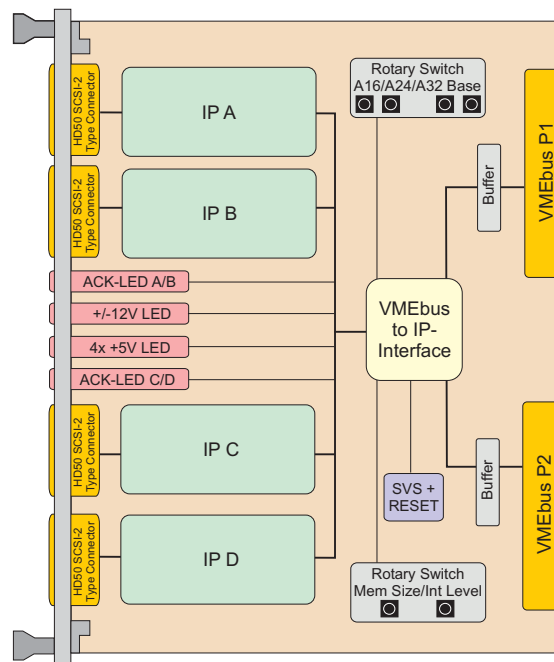 HD50 SCSI-2
Type Connector
IP A
Rotary Switch
A16/A24/A32 Base
VMEbus P1
Buffer
HD50 SCSI-2
Type Connector
IP B
ACK-LED A/B
+/-12V LED
4x +5V LED
ACK-LED C/D
VMEbus
to IP-
Interface
HD50 SCSI-2
Type Connector
IP C
SVS +
RESET
Buffer
VMEbus P2
HD50 SCSI-2
Type Connector
IP D
Rotary Switch
Mem Size/Int Level